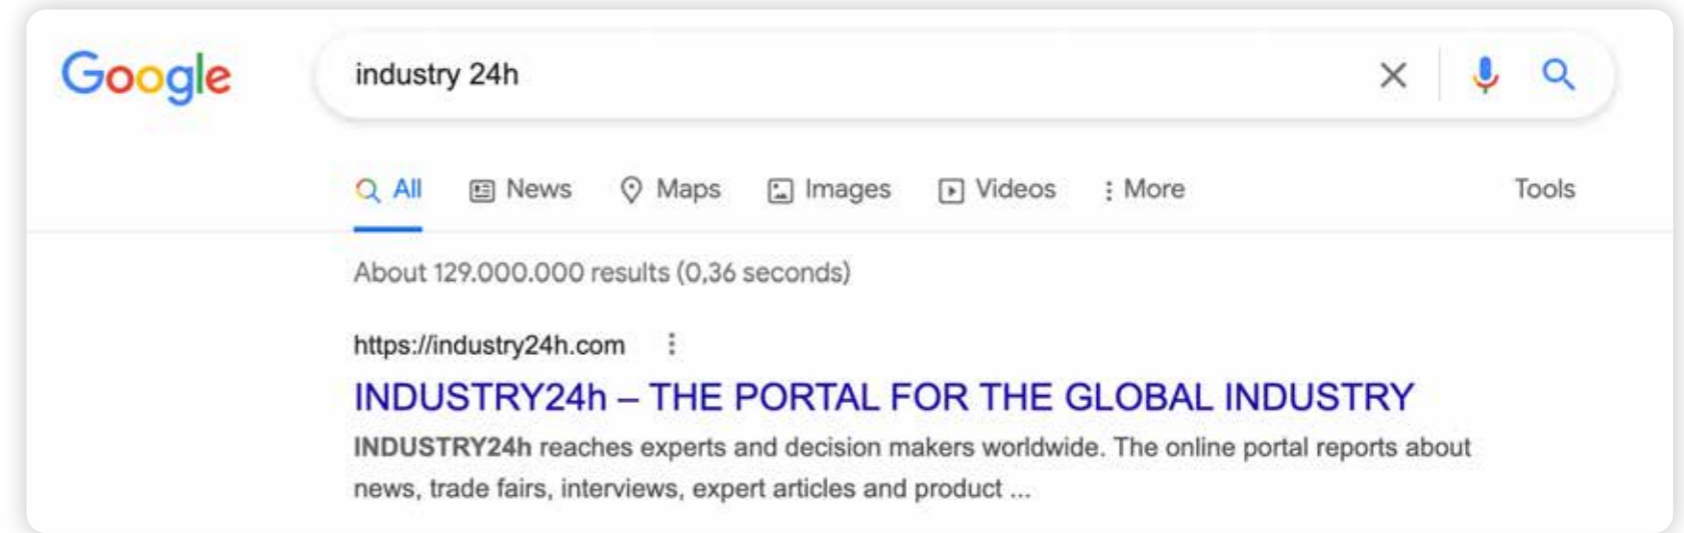 Google
industry 24h
All News Maps Images Videos More Tools
About 129.000.000 results (0,36 seconds)
https://industry24h.com
INDUSTRY24h – THE PORTAL FOR THE GLOBAL INDUSTRY
INDUSTRY24h reaches experts and decision makers worldwide. The online portal reports about
news, trade fairs, interviews, expert articles and product ...